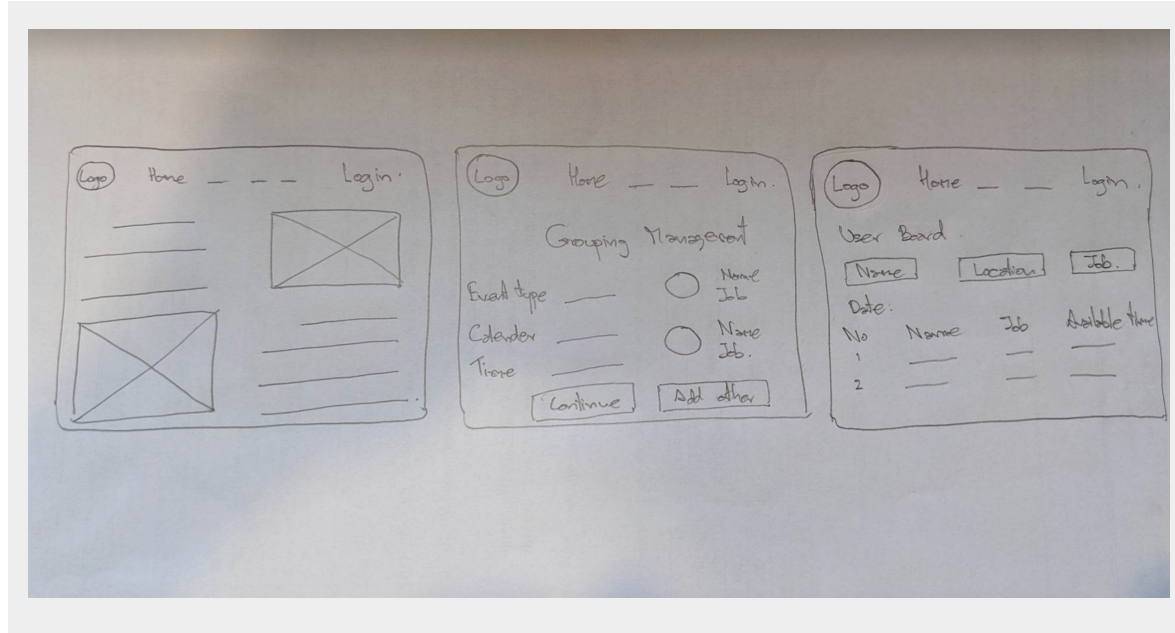 Logo Home Login.
Logo Home Login.
Grouping Management
Event type
Calender
Time
Name
Job
Name
Job.
Continue Add other
Logo Home Login.
User Board
Name Location Job.
Date.
No Name Job Available time
1
2